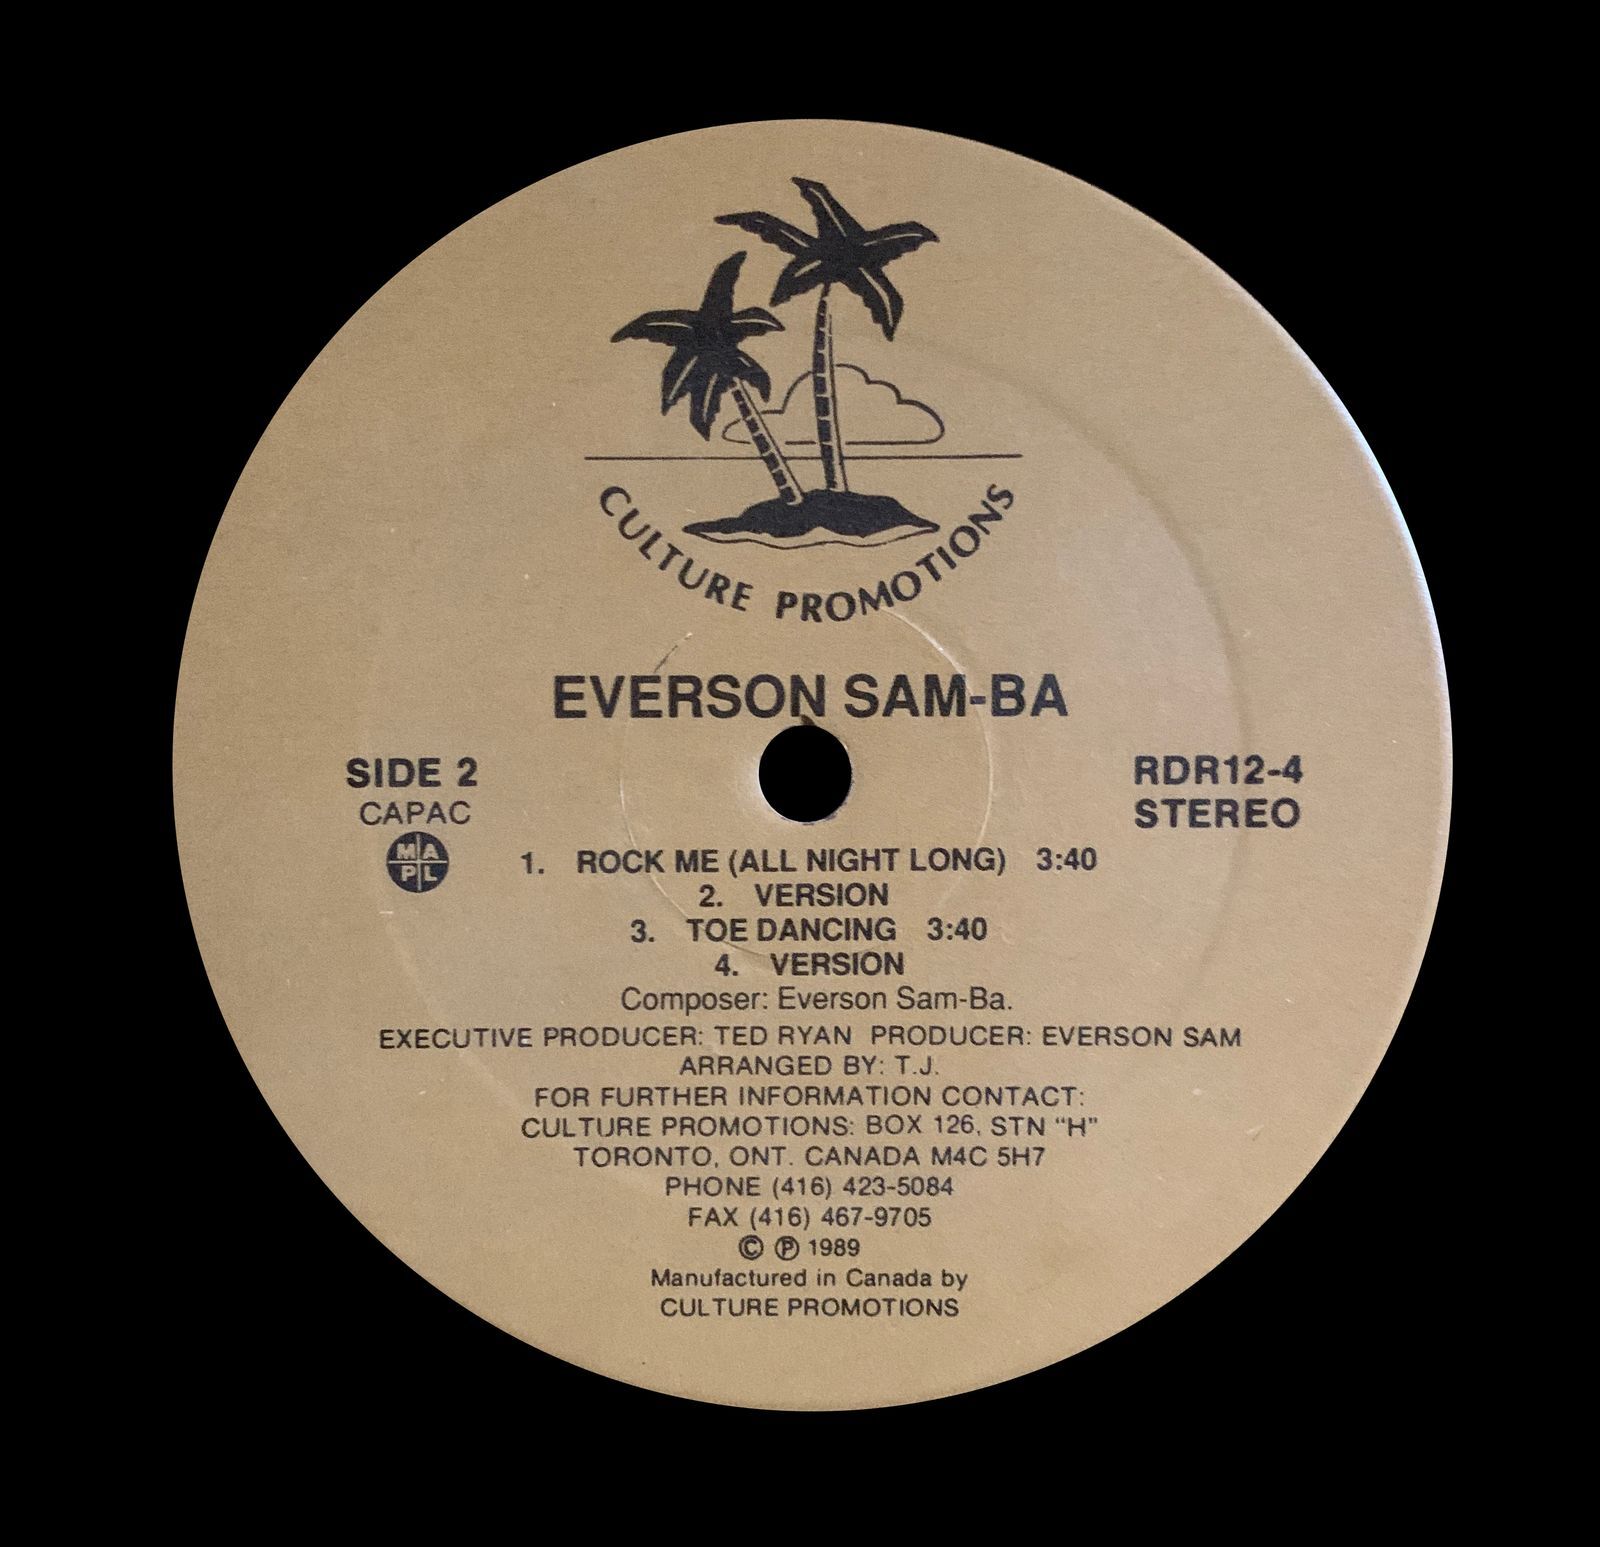 CULTURE PROMOTIONS
EVERSON SAM-BA
SIDE 2
CAPAC
MAPL
RDR12-4
STEREO
1. ROCK ME (ALL NIGHT LONG) 3:40
2. VERSION
3. TOE DANCING 3:40
4. VERSION
Composer: Everson Sam-Ba.
EXECUTIVE PRODUCER: TED RYAN PRODUCER: EVERSON SAM
ARRANGED BY: T.J.
FOR FURTHER INFORMATION CONTACT:
CULTURE PROMOTIONS: BOX 126, STN "H"
TORONTO, ONT. CANADA M4C 5H7
PHONE (416) 423-5084
FAX (416) 467-9705
© ℗ 1989
Manufactured in Canada by
CULTURE PROMOTIONS